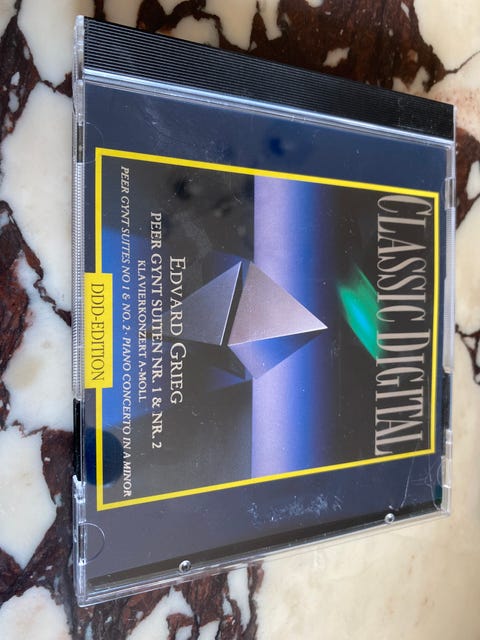 CLASSIC DIGITAL
EDVARD GRIEG
PEER GYNT SUITEN NR. 1 & NR. 2
KLAVIERKONZERT A-MOLL
PEER GYNT SUITES NO 1 & NO. 2 · PIANO CONCERTO IN A MINOR
DDD-EDITION